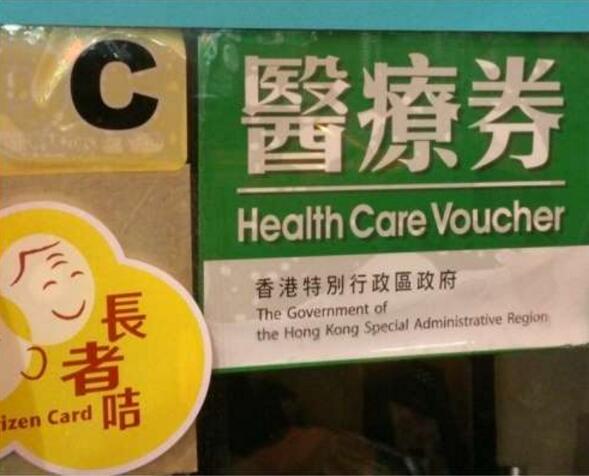 C
醫療券
Health Care Voucher
香港特別行政區政府
The Government of
the Hong Kong Special Administrative Region
長
者
咭
izen Card